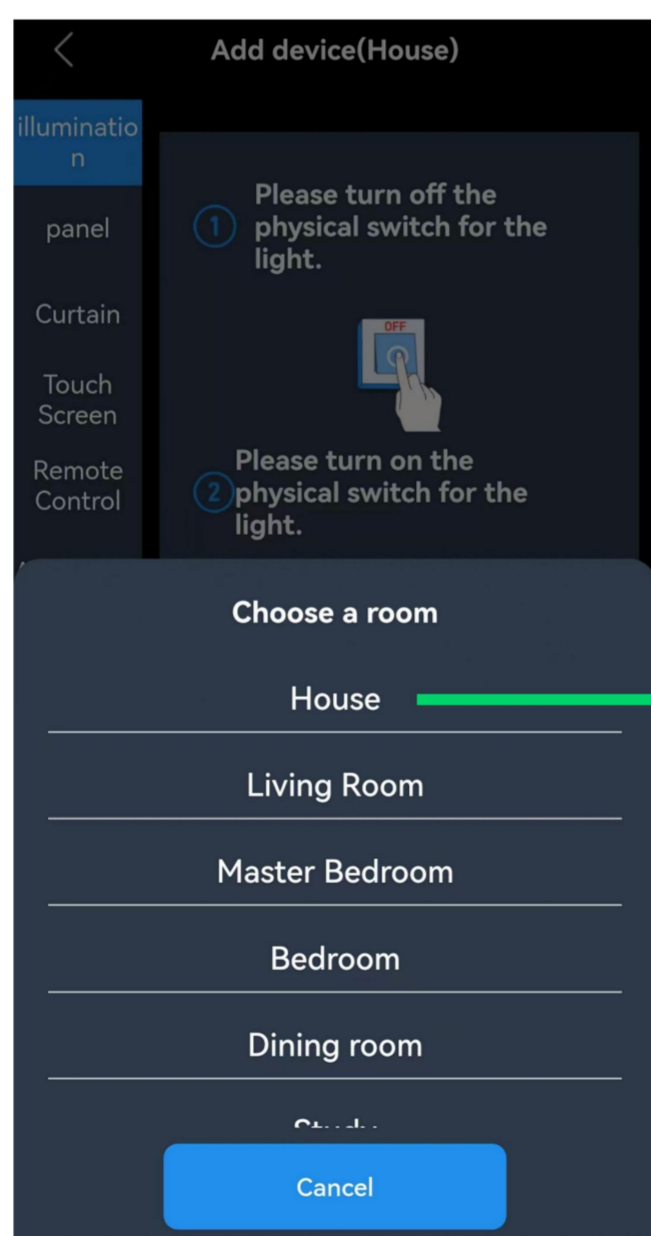 Add device(House)
illuminatio
n
panel
Curtain
Touch
Screen
Remote
Control
1
Please turn off the
physical switch for the
light.
OFF
2
Please turn on the
physical switch for the
light.
Choose a room
House
Living Room
Master Bedroom
Bedroom
Dining room
Cancel